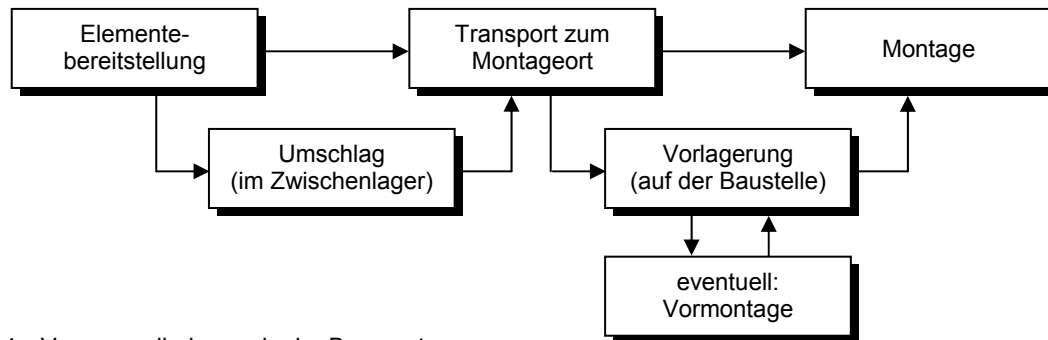 Elemente-
bereitstellung
Transport zum
Montageort
Montage
Umschlag
(im Zwischenlager)
Vorlagerung
(auf der Baustelle)
eventuell:
Vormontage